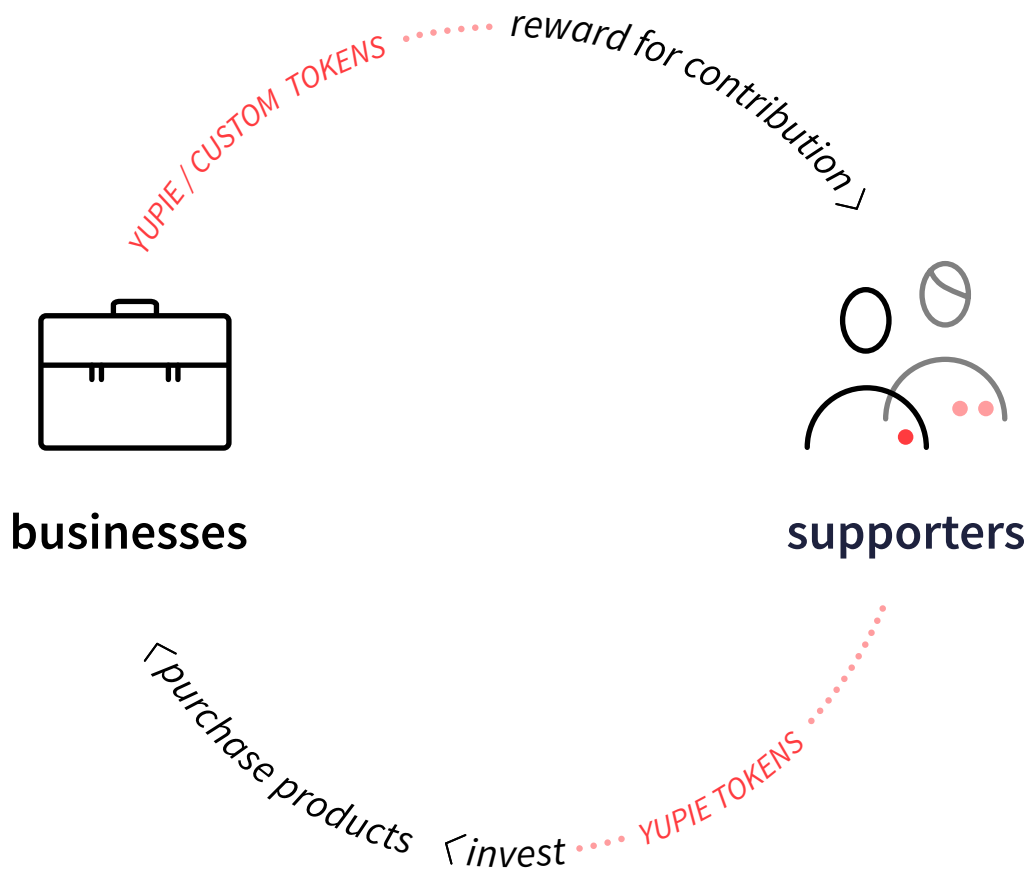 YUPIE / CUSTOM TOKENS
reward for contribution
businesses
supporters
YUPIE TOKENS
invest
purchase products